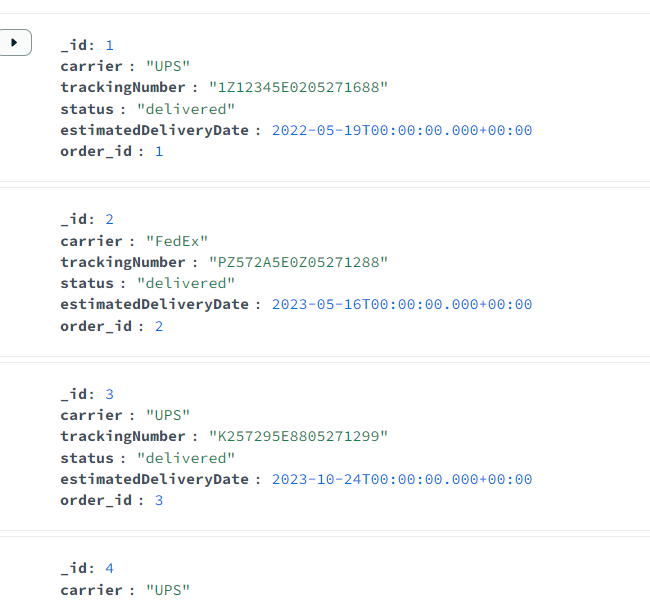 _id: 1
carrier : "UPS"
trackingNumber : "1Z12345E0205271688"
status : "delivered"
estimatedDeliveryDate : 2022-05-19T00:00:00.000+00:00
order_id : 1
_id: 2
carrier : "FedEx"
trackingNumber : "PZ572A5E0Z05271288"
status : "delivered"
estimatedDeliveryDate : 2023-05-16T00:00:00.000+00:00
order_id : 2
_id: 3
carrier : "UPS"
trackingNumber : "K257295E8805271299"
status : "delivered"
estimatedDeliveryDate : 2023-10-24T00:00:00.000+00:00
order_id : 3
_id: 4
carrier : "UPS"